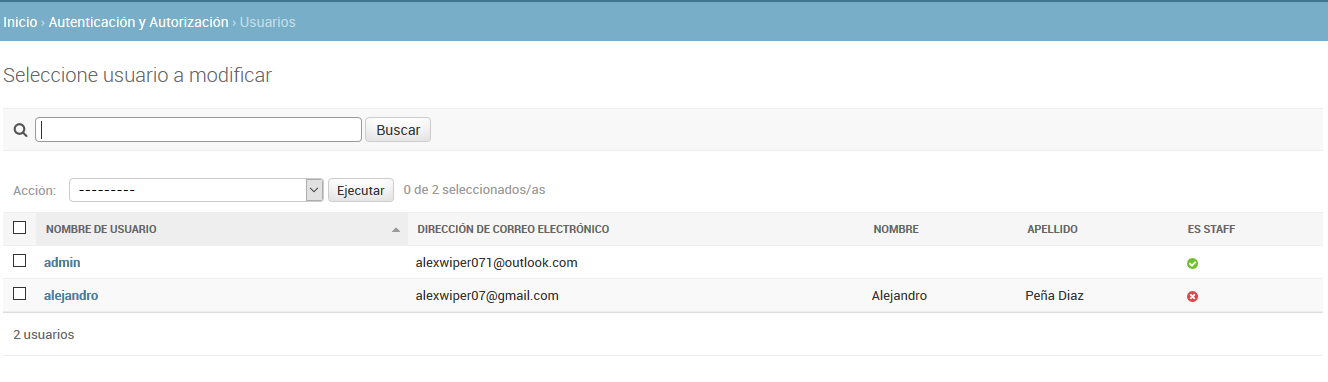 Inicio › Autenticación y Autorización › Usuarios
Seleccione usuario a modificar
Buscar
Acción: --------- Ejecutar 0 de 2 seleccionados/as
NOMBRE DE USUARIO DIRECCIÓN DE CORREO ELECTRÓNICO NOMBRE APELLIDO ES STAFF
admin alexwiper071@outlook.com
alejandro alexwiper07@gmail.com Alejandro Peña Diaz
2 usuarios